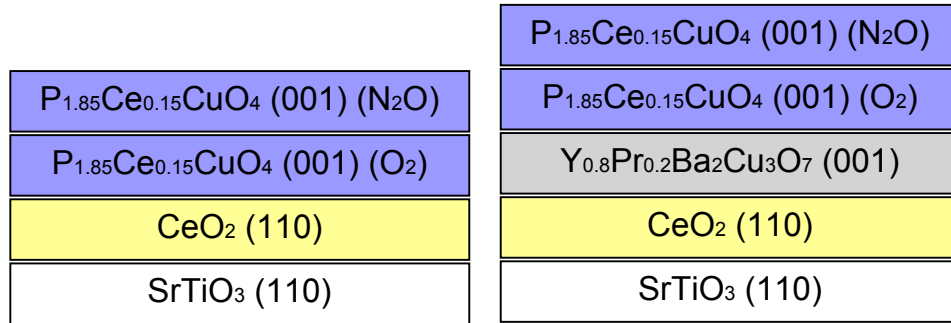 P₁.₈₅Ce₀.₁₅CuO₄ (001) (N₂O)
P₁.₈₅Ce₀.₁₅CuO₄ (001) (O₂)
CeO₂ (110)
SrTiO₃ (110)
P₁.₈₅Ce₀.₁₅CuO₄ (001) (N₂O)
P₁.₈₅Ce₀.₁₅CuO₄ (001) (O₂)
Y₀.₈Pr₀.₂Ba₂Cu₃O₇ (001)
CeO₂ (110)
SrTiO₃ (110)